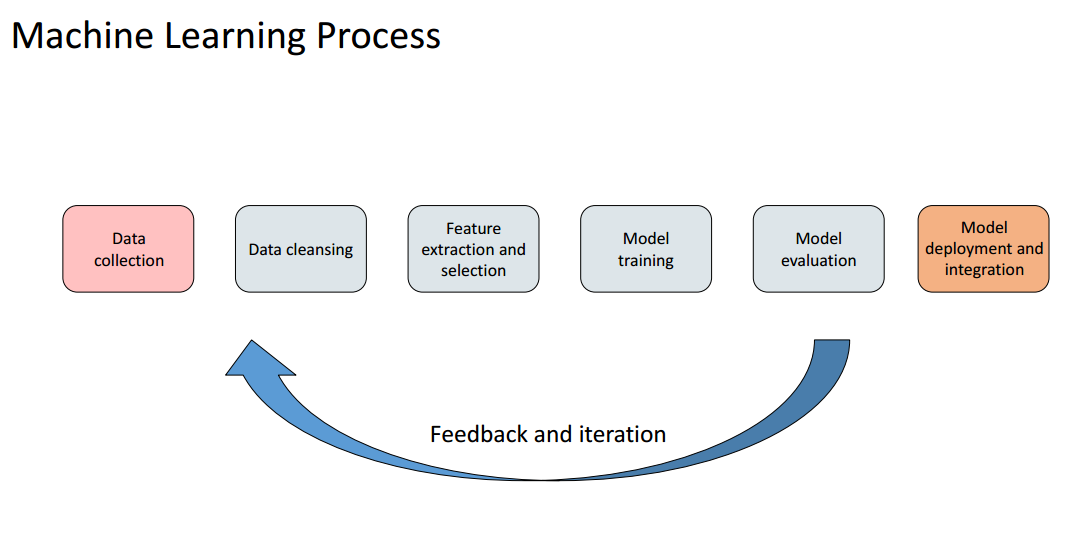 Machine Learning Process
Data
collection
Data cleansing
Feature
extraction and
selection
Model
training
Model
evaluation
Model
deployment and
integration
Feedback and iteration